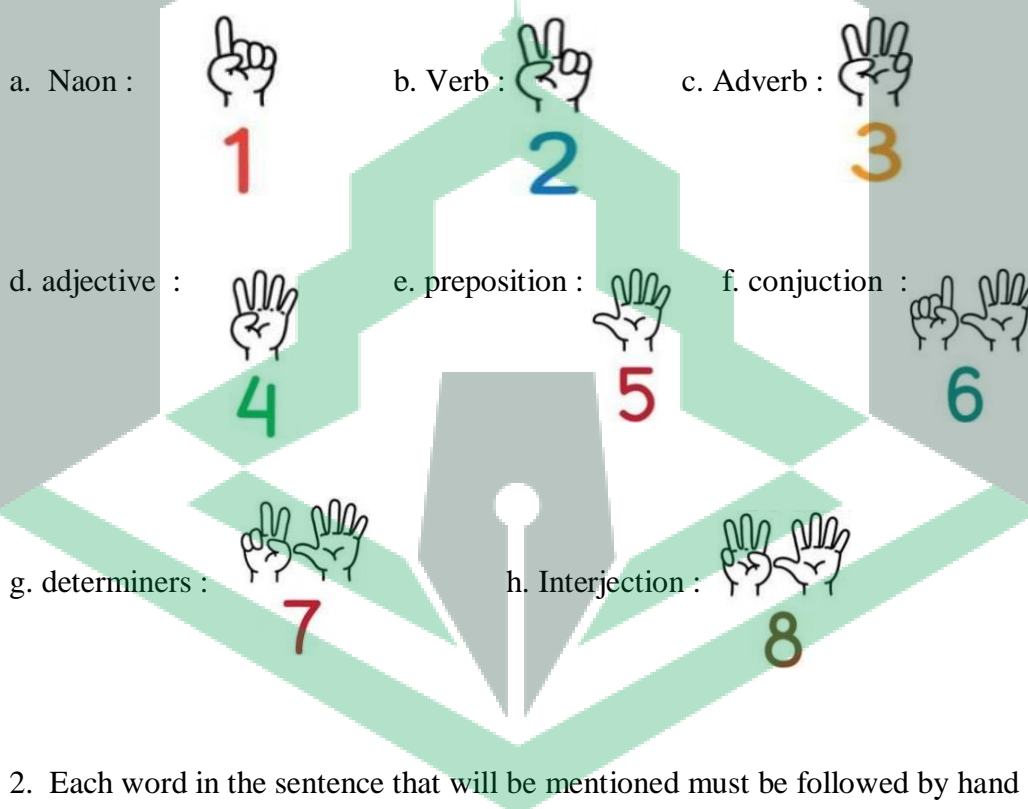 a. Naon : b. Verb : c. Adverb :
1 2 3
d. adjective : e. preposition : f. conjuction :
4 5 6
g. determiners : h. Interjection :
7 8
2. Each word in the sentence that will be mentioned must be followed by hand